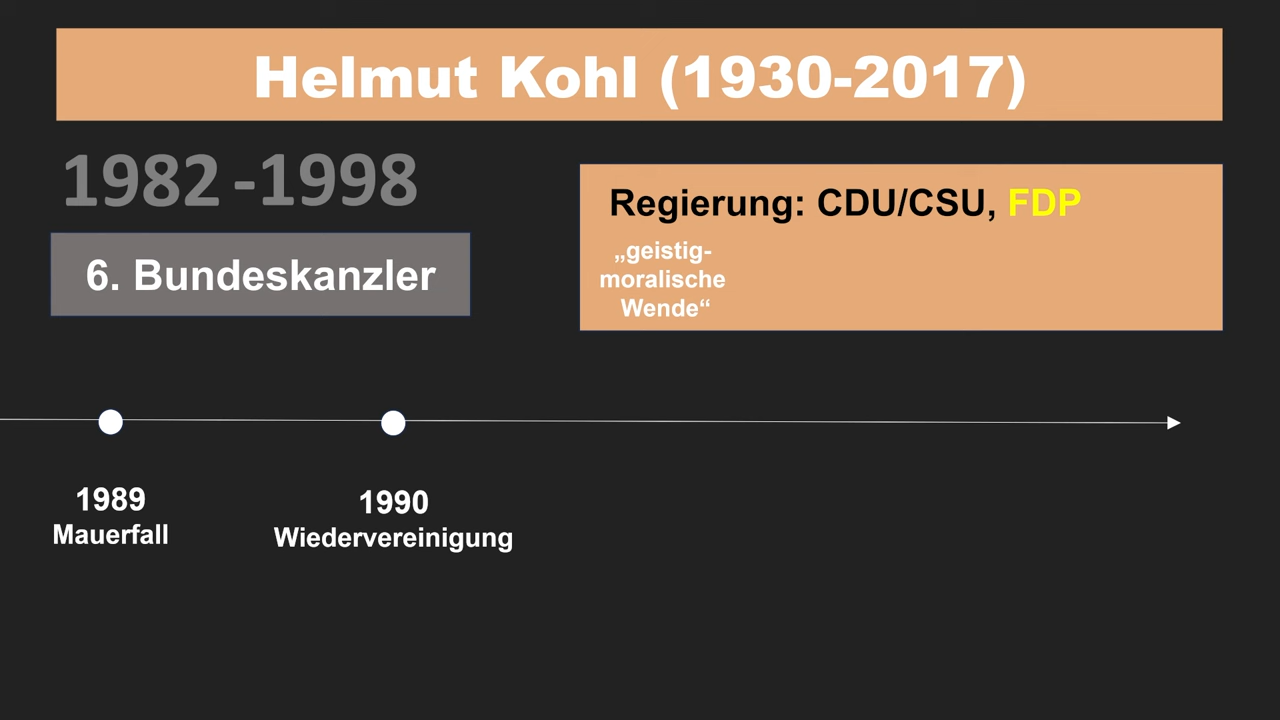 Helmut Kohl (1930-2017)
1982 -1998
6. Bundeskanzler
Regierung: CDU/CSU, FDP
„geistig-
moralische
Wende“
1989
Mauerfall
1990
Wiedervereinigung